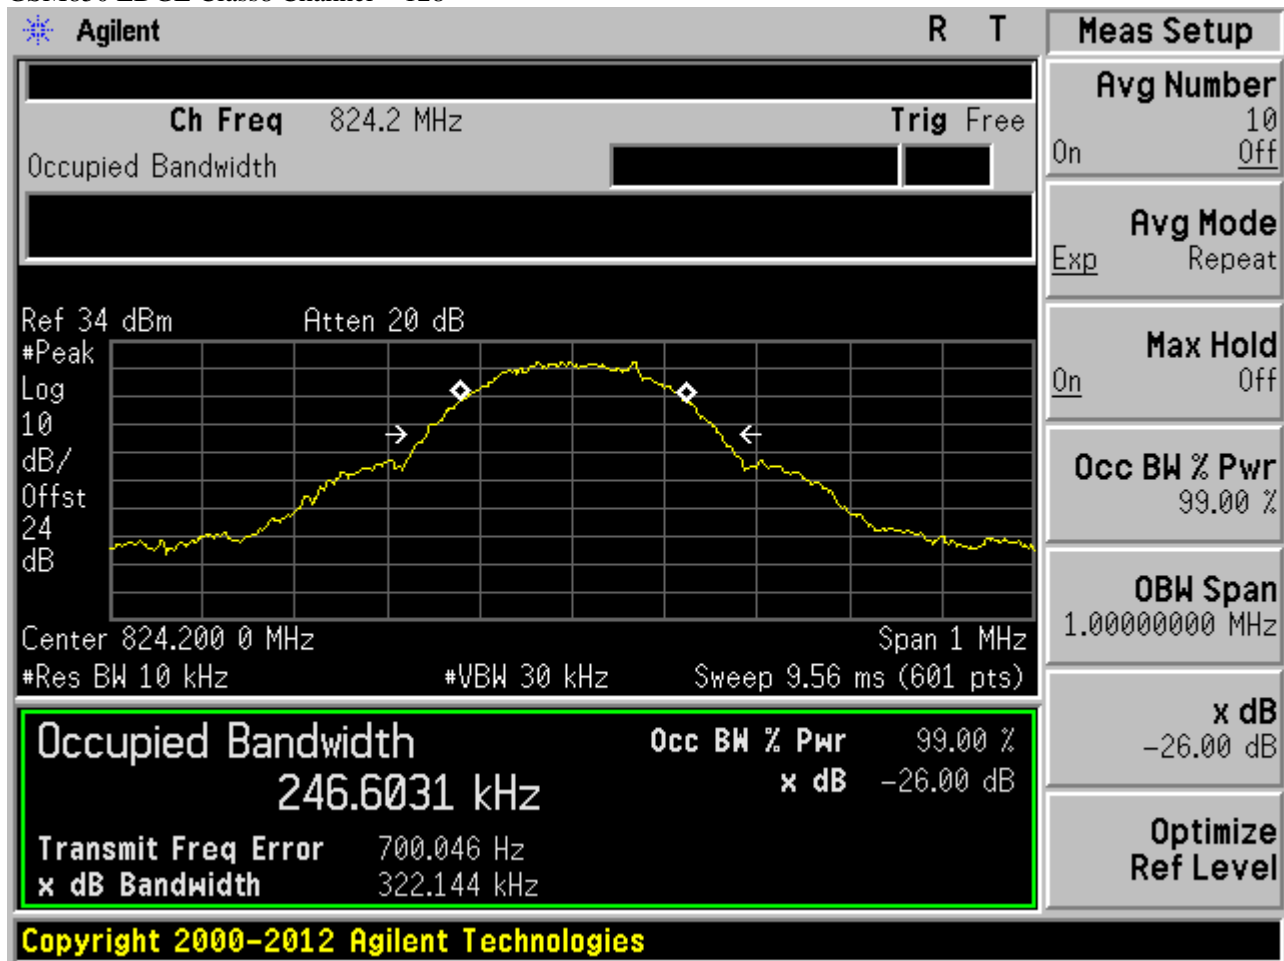 Agilent R T Meas Setup
Avg Number
10
On Off
Ch Freq 824.2 MHz Trig Free
Occupied Bandwidth
Avg Mode
Exp Repeat
Ref 34 dBm Atten 20 dB
#Peak
Log
10
dB/
Offst
24
dB
Max Hold
On Off
Occ BW % Pwr
99.00 %
Center 824.200 0 MHz Span 1 MHz
#Res BW 10 kHz #VBW 30 kHz Sweep 9.56 ms (601 pts)
OBW Span
1.00000000 MHz
Occupied Bandwidth Occ BW % Pwr 99.00 %
246.6031 kHz x dB -26.00 dB
Transmit Freq Error 700.046 Hz
x dB Bandwidth 322.144 kHz
x dB
-26.00 dB
Optimize
Ref Level
Copyright 2000-2012 Agilent Technologies